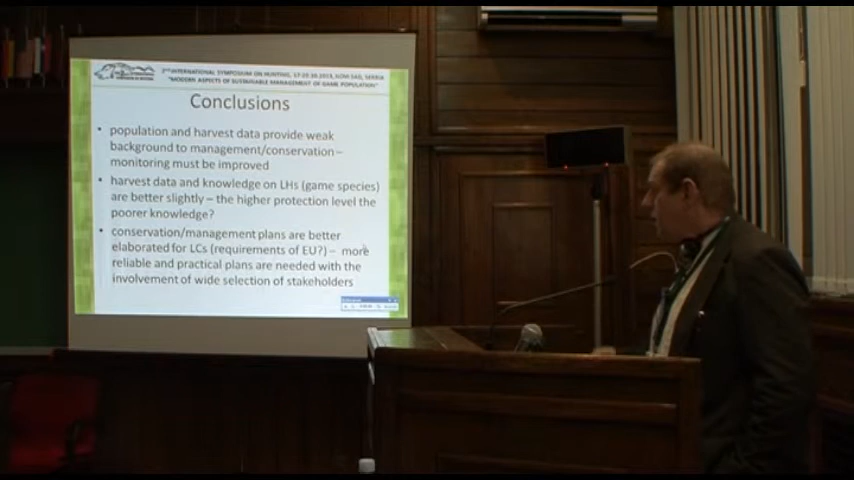 2ND INTERNATIONAL SYMPOSIUM ON HUNTING, 17-20.10.2013, NOVI SAD, SERBIA
"MODERN ASPECTS OF SUSTAINABLE MANAGEMENT OF GAME POPULATION"
Conclusions
• population and harvest data provide weak
background to management/conservation –
monitoring must be improved
• harvest data and knowledge on LHs (game species)
are better slightly – the higher protection level the
poorer knowledge?
• conservation/management plans are better
elaborated for LCs (requirements of EU?) – more
reliable and practical plans are needed with the
involvement of wide selection of stakeholders